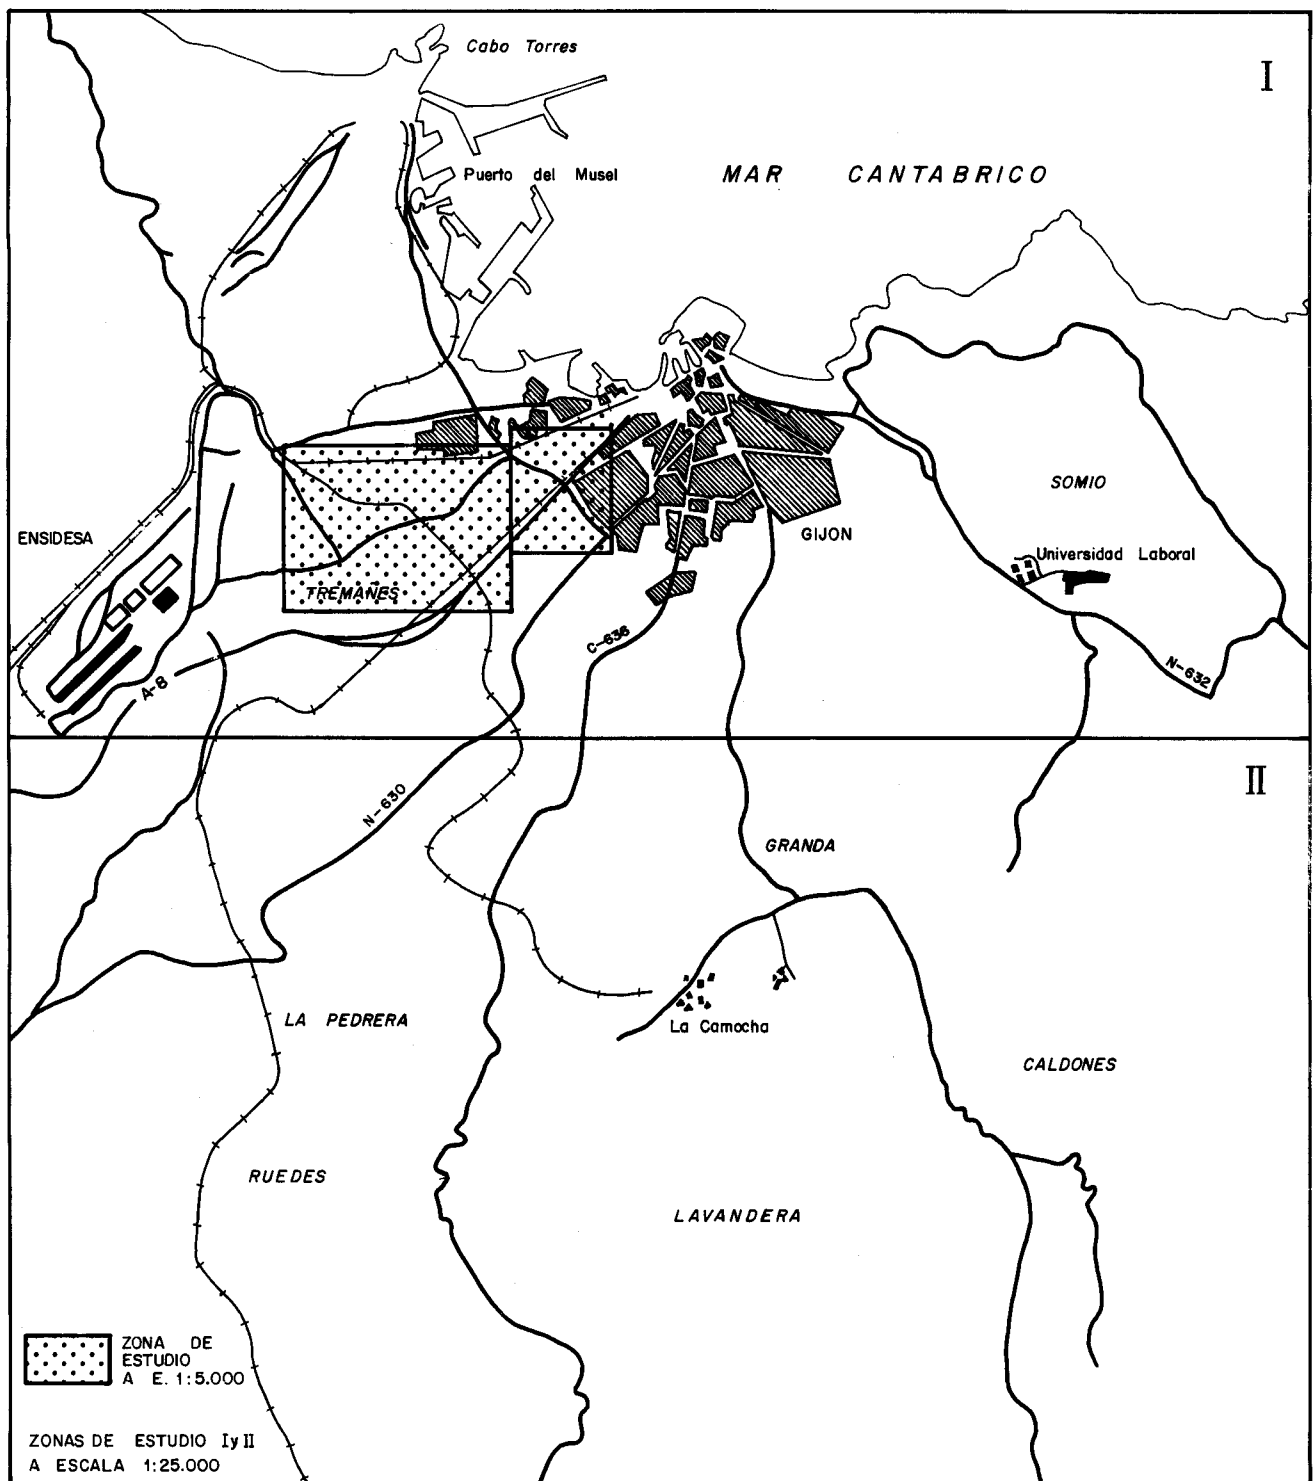 Cabo Torres
I
Puerto del Musel
MAR CANTABRICO
SOMIO
ENSIDESA
GIJON
Universidad Laboral
TREMAÑES
C-636
N-632
A-8
II
N-630
GRANDA
LA PEDRERA
La Camocha
CALDONES
RUEDES
LAVANDERA
ZONA DE
ESTUDIO
A E. 1:5.000
ZONAS DE ESTUDIO I y II
A ESCALA 1:25.000